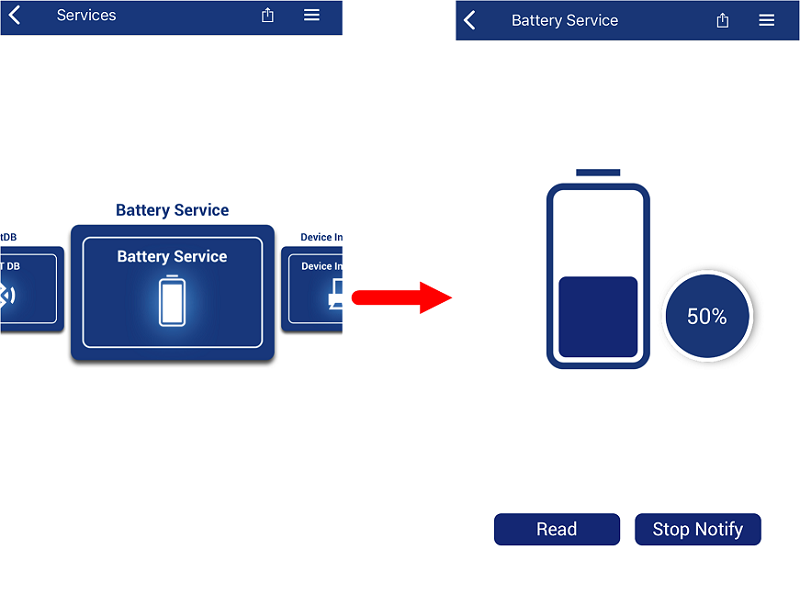 Services
Battery Service
tDB
Battery Service
T DB
Device In
Device In
Battery Service
50%
Read
Stop Notify